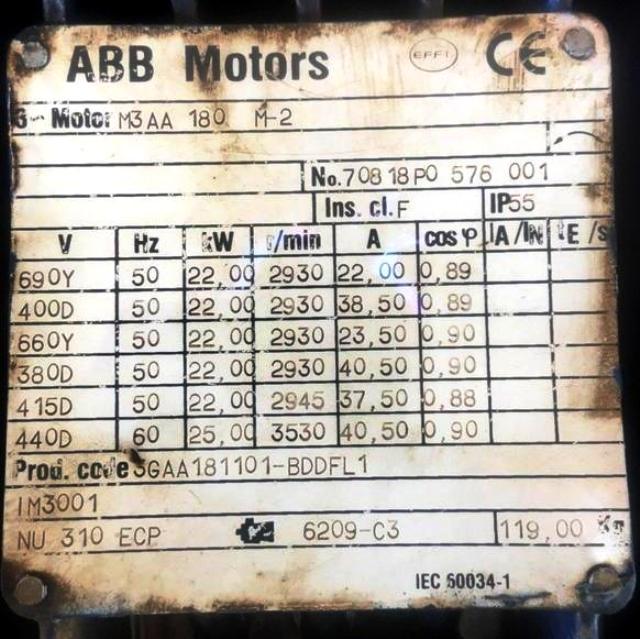 ABB Motors EFF1 CE
3~ Motor M3AA 180 M-2
No. 70818P0 576 001
Ins. cl. F IP55
V Hz kW r/min A cos φ IA/IN tE/s
690Y 50 22,00 2930 22,00 0,89
400D 50 22,00 2930 38,50 0,89
660Y 50 22,00 2930 23,50 0,90
380D 50 22,00 2930 40,50 0,90
415D 50 22,00 2945 37,50 0,88
440D 60 25,00 3530 40,50 0,90
Prod. code 3GAA181101-BDDFL1
IM3001
NU 310 ECP 6209-C3 119,00 Kg
IEC 60034-1